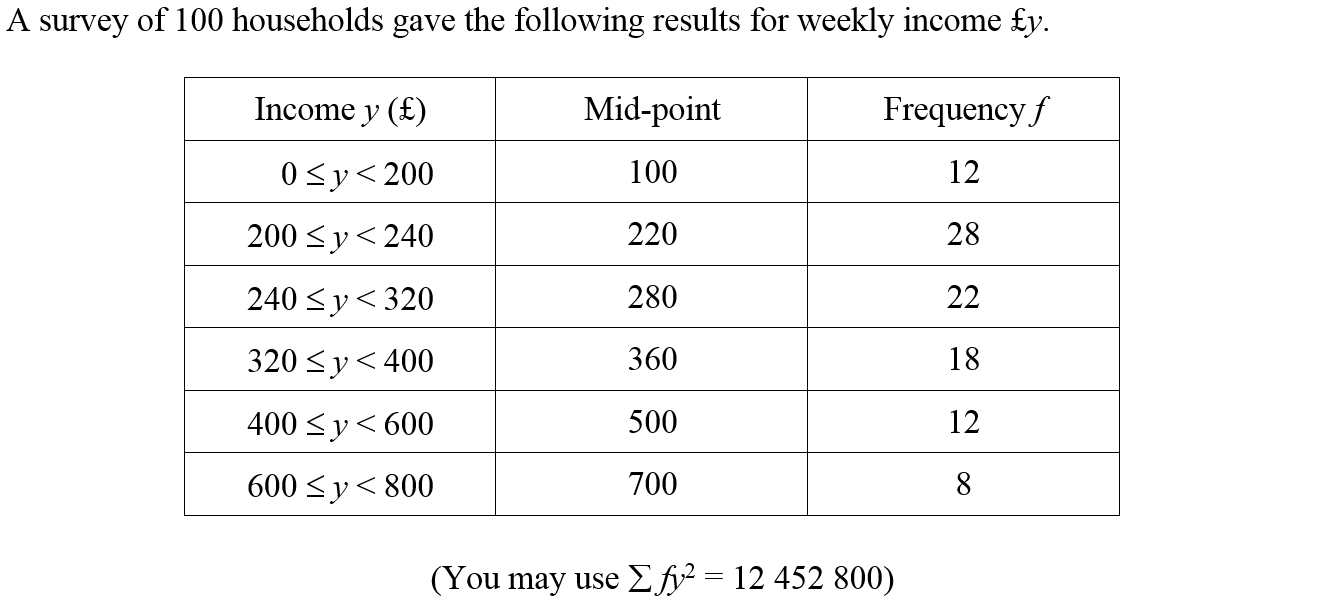 A survey of 100 households gave the following results for weekly income £y.
Income y (£) Mid-point Frequency f
0 ≤ y < 200 100 12
200 ≤ y < 240 220 28
240 ≤ y < 320 280 22
320 ≤ y < 400 360 18
400 ≤ y < 600 500 12
600 ≤ y < 800 700 8
(You may use ∑ fy² = 12 452 800)